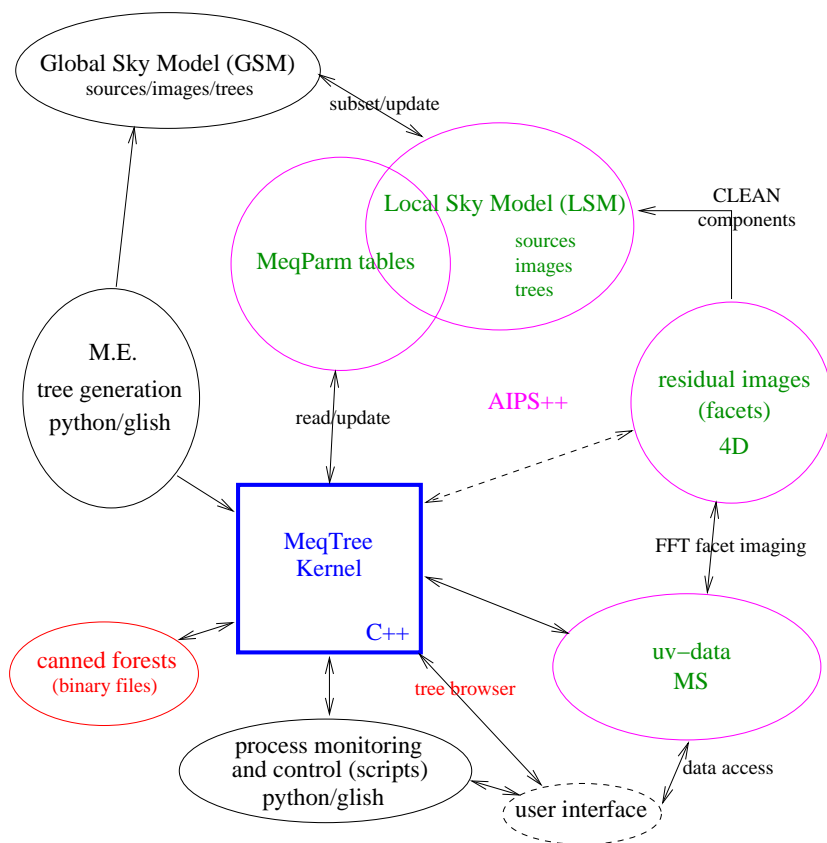 Global Sky Model (GSM)
sources/images/trees
subset/update
Local Sky Model (LSM)
sources
images
trees
MeqParm tables
CLEAN
components
M.E.
tree generation
python/glish
read/update
AIPS++
residual images
(facets)
4D
MeqTree
Kernel
C++
FFT facet imaging
canned forests
(binary files)
uv−data
MS
tree browser
process monitoring
and control (scripts)
python/glish
data access
user interface